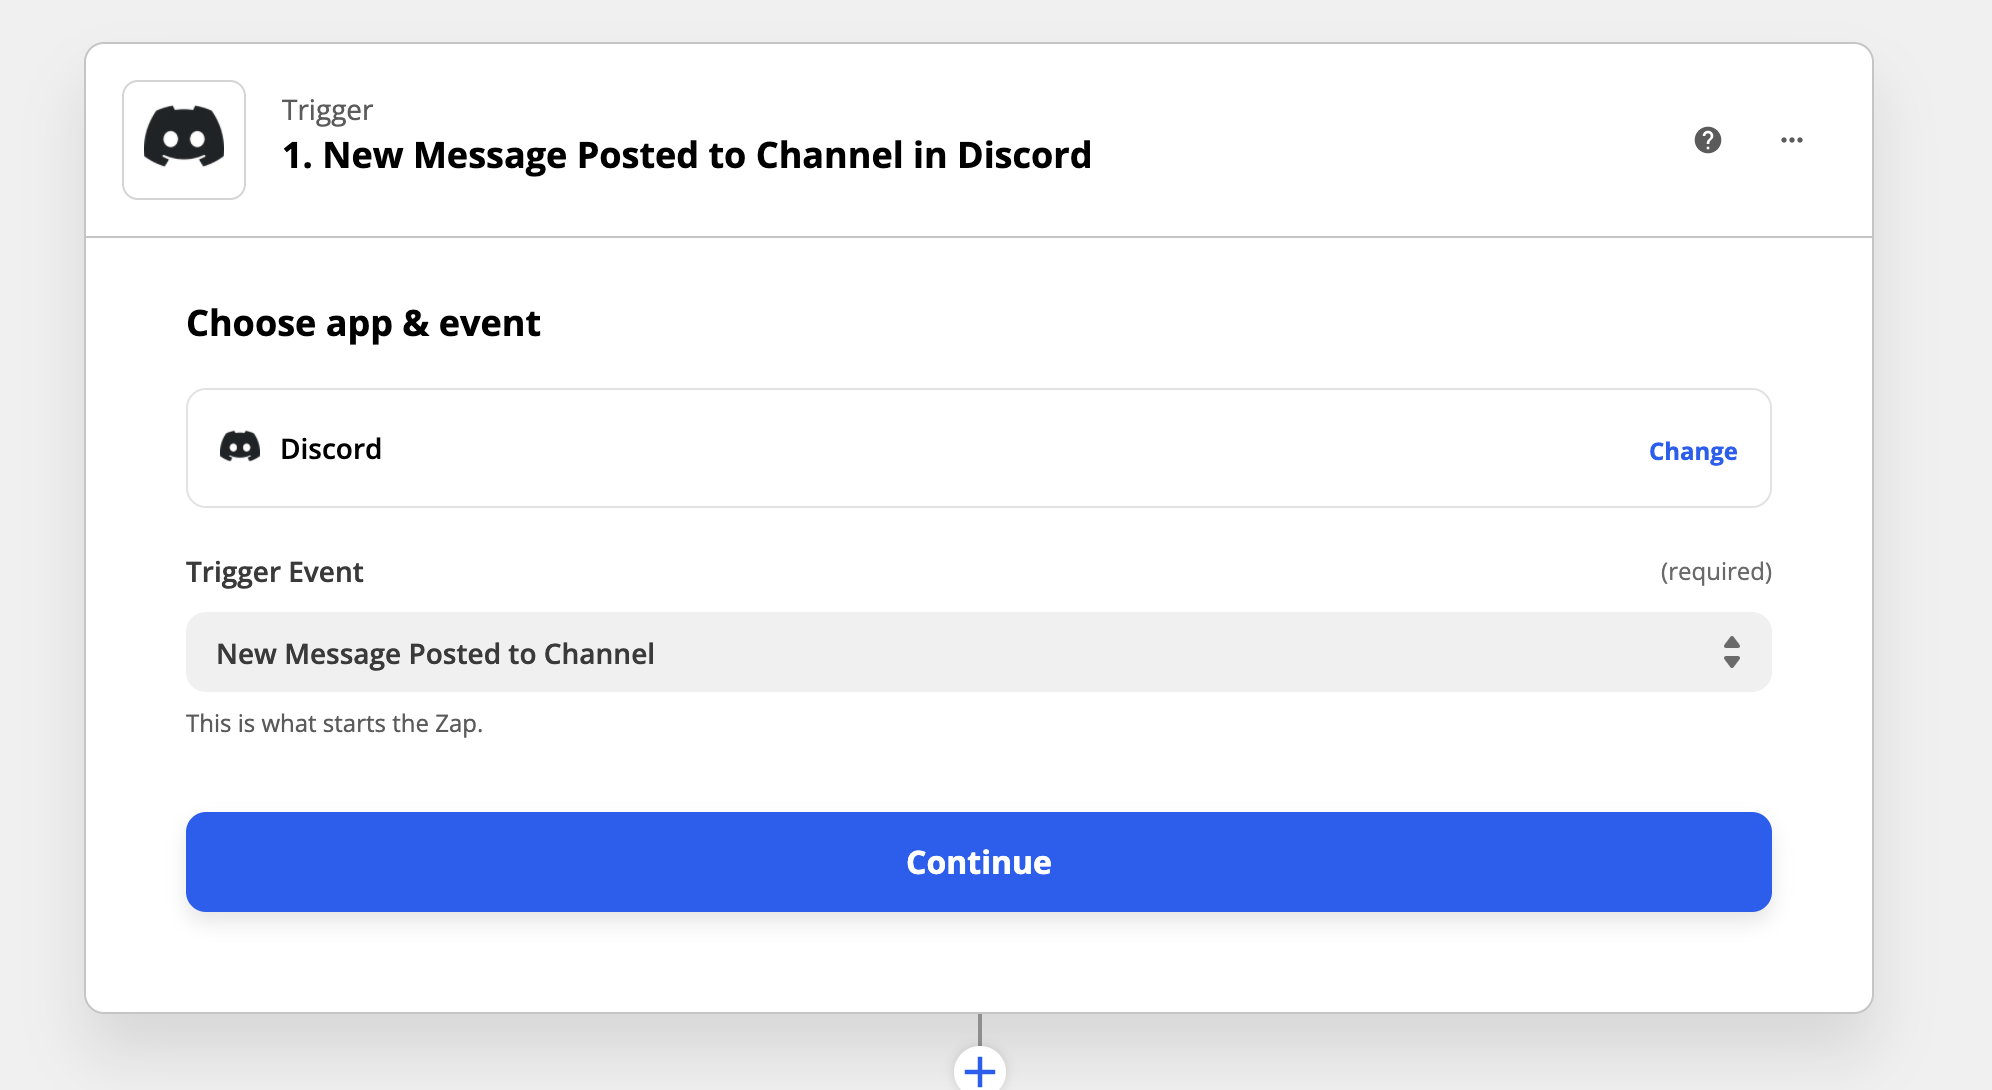 Trigger
1. New Message Posted to Channel in Discord
Choose app & event
Discord
Change
Trigger Event
(required)
New Message Posted to Channel
This is what starts the Zap.
Continue